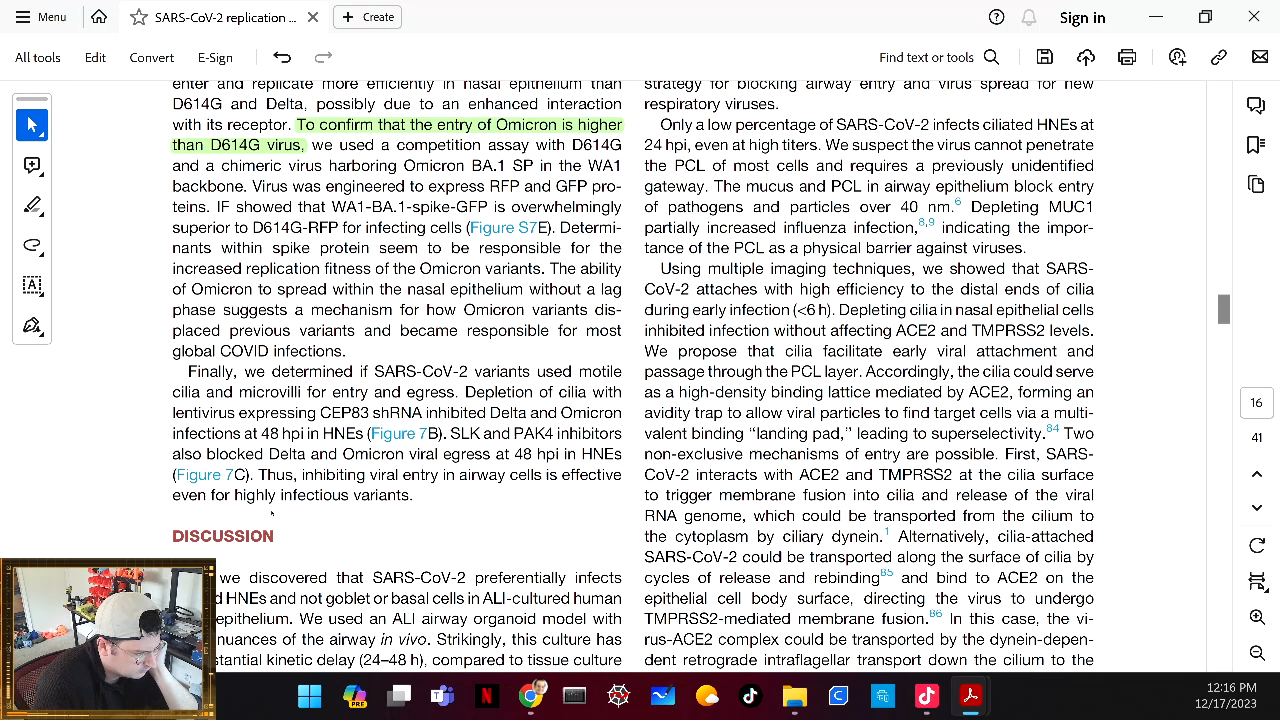 Menu
SARS-CoV-2 replication ...
Create
Sign in
All tools
Edit
Convert
E-Sign
Find text or tools
enter and replicate more efficiently in nasal epithelium than
D614G and Delta, possibly due to an enhanced interaction
with its receptor. To confirm that the entry of Omicron is higher
than D614G virus, we used a competition assay with D614G
and a chimeric virus harboring Omicron BA.1 SP in the WA1
backbone. Virus was engineered to express RFP and GFP pro-
teins. IF showed that WA1-BA.1-spike-GFP is overwhelmingly
superior to D614G-RFP for infecting cells (Figure S7E). Determi-
nants within spike protein seem to be responsible for the
increased replication fitness of the Omicron variants. The ability
of Omicron to spread within the nasal epithelium without a lag
phase suggests a mechanism for how Omicron variants dis-
placed previous variants and became responsible for most
global COVID infections.
Finally, we determined if SARS-CoV-2 variants used motile
cilia and microvilli for entry and egress. Depletion of cilia with
lentivirus expressing CEP83 shRNA inhibited Delta and Omicron
infections at 48 hpi in HNEs (Figure 7B). SLK and PAK4 inhibitors
also blocked Delta and Omicron viral egress at 48 hpi in HNEs
(Figure 7C). Thus, inhibiting viral entry in airway cells is effective
even for highly infectious variants.
DISCUSSION
we discovered that SARS-CoV-2 preferentially infects
d HNEs and not goblet or basal cells in ALI-cultured human
epithelium. We used an ALI airway organoid model with
nuances of the airway in vivo. Strikingly, this culture has
stantial kinetic delay (24–48 h), compared to tissue culture
strategy for blocking airway entry and virus spread for new
respiratory viruses.
Only a low percentage of SARS-CoV-2 infects ciliated HNEs at
24 hpi, even at high titers. We suspect the virus cannot penetrate
the PCL of most cells and requires a previously unidentified
gateway. The mucus and PCL in airway epithelium block entry
of pathogens and particles over 40 nm.6 Depleting MUC1
partially increased influenza infection,8,9 indicating the impor-
tance of the PCL as a physical barrier against viruses.
Using multiple imaging techniques, we showed that SARS-
CoV-2 attaches with high efficiency to the distal ends of cilia
during early infection (<6 h). Depleting cilia in nasal epithelial cells
inhibited infection without affecting ACE2 and TMPRSS2 levels.
We propose that cilia facilitate early viral attachment and
passage through the PCL layer. Accordingly, the cilia could serve
as a high-density binding lattice mediated by ACE2, forming an
avidity trap to allow viral particles to find target cells via a multi-
valent binding “landing pad,” leading to superselectivity.84 Two
non-exclusive mechanisms of entry are possible. First, SARS-
CoV-2 interacts with ACE2 and TMPRSS2 at the cilia surface
to trigger membrane fusion into cilia and release of the viral
RNA genome, which could be transported from the cilium to
the cytoplasm by ciliary dynein.1 Alternatively, cilia-attached
SARS-CoV-2 could be transported along the surface of cilia by
cycles of release and rebinding85 and bind to ACE2 on the
epithelial cell body surface, directing the virus to undergo
TMPRSS2-mediated membrane fusion.86 In this case, the vi-
rus-ACE2 complex could be transported by the dynein-depen-
dent retrograde intraflagellar transport down the cilium to the
16
41
PRE
12:16 PM
12/17/2023